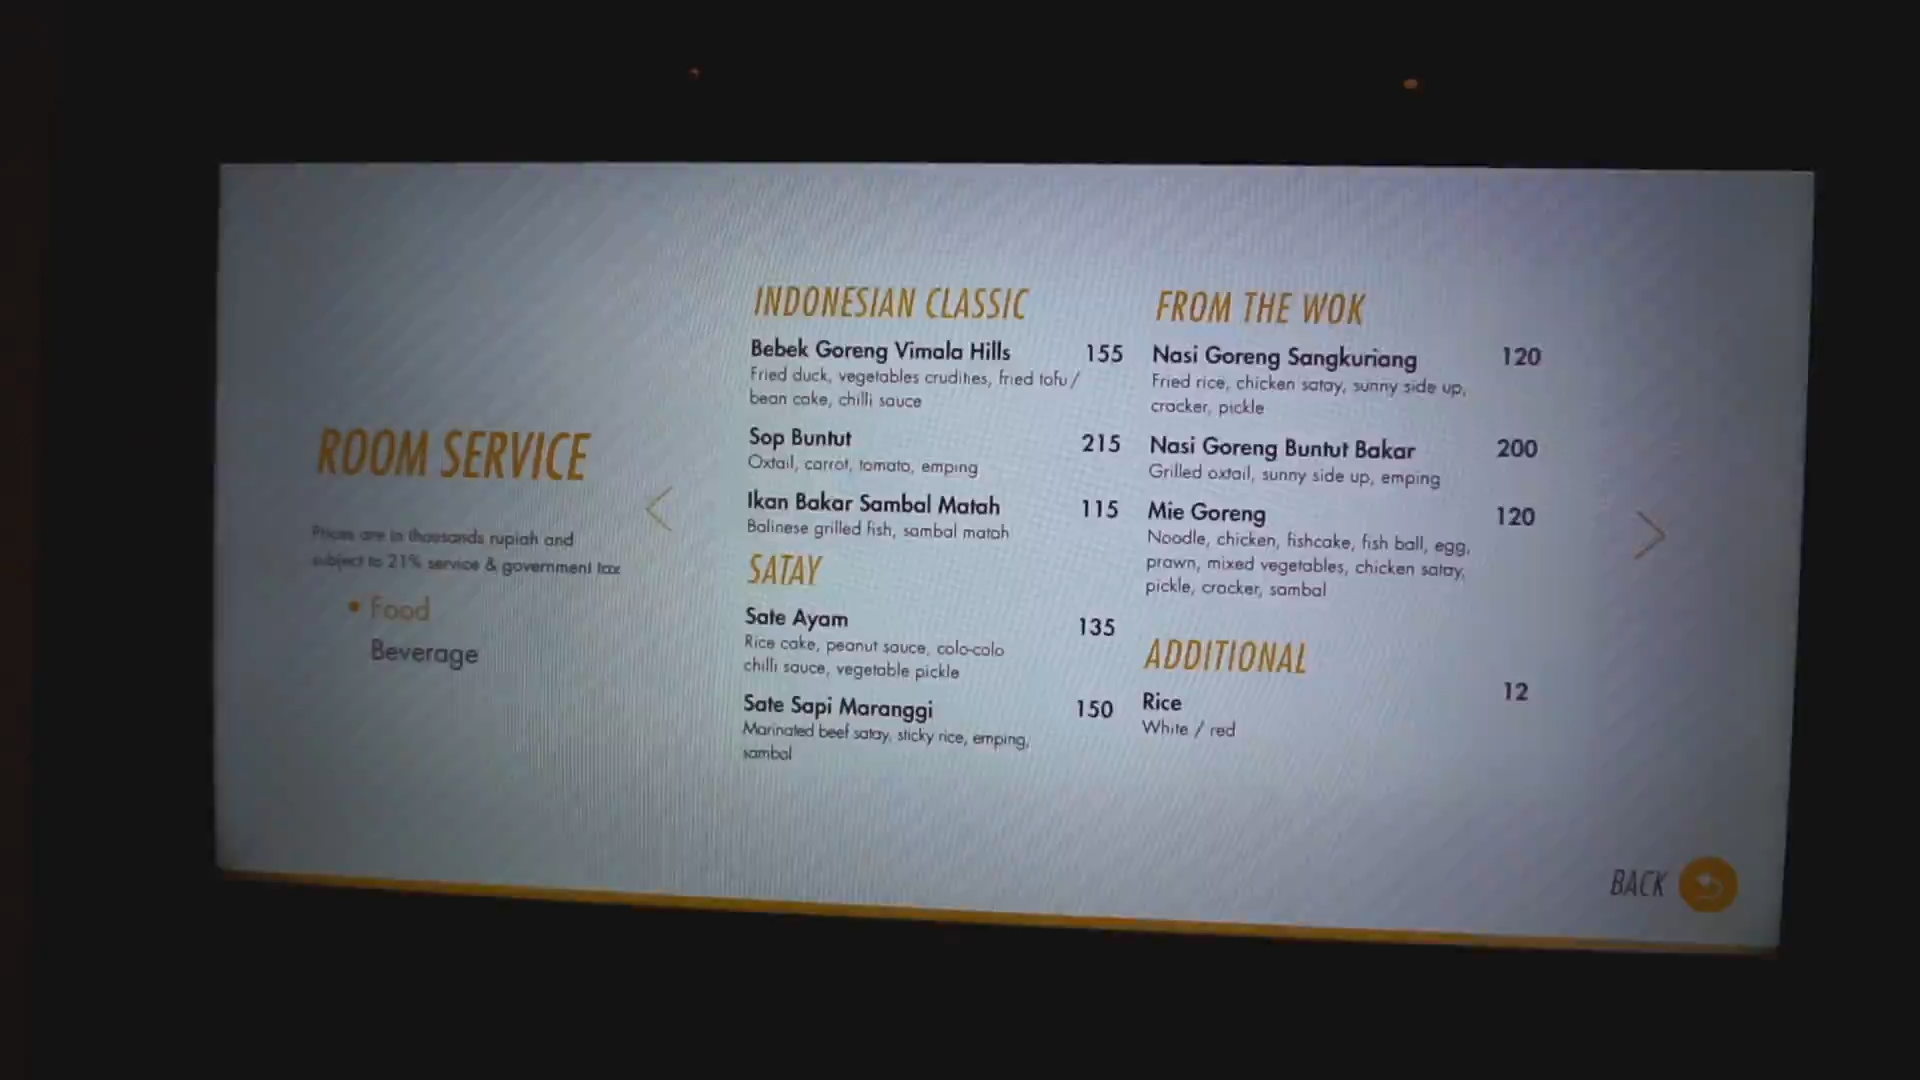 ROOM SERVICE
Prices are in thousands rupiah and
subject to 21% service & government tax
Food
Beverage
INDONESIAN CLASSIC
Bebek Goreng Vimala Hills 155
Fried duck, vegetables crudities, fried tofu /
bean cake, chilli sauce
Sop Buntut 215
Oxtail, carrot, tomato, emping
Ikan Bakar Sambal Matah 115
Balinese grilled fish, sambal matah
SATAY
Sate Ayam 135
Rice cake, peanut sauce, colo-colo
chilli sauce, vegetable pickle
Sate Sapi Maranggi 150
Marinated beef satay, sticky rice, emping,
sambal
FROM THE WOK
Nasi Goreng Sangkuriang 120
Fried rice, chicken satay, sunny side up,
cracker, pickle
Nasi Goreng Buntut Bakar 200
Grilled oxtail, sunny side up, emping
Mie Goreng 120
Noodle, chicken, fishcake, fish ball, egg,
prawn, mixed vegetables, chicken satay,
pickle, cracker, sambal
ADDITIONAL
Rice 12
White / red
BACK